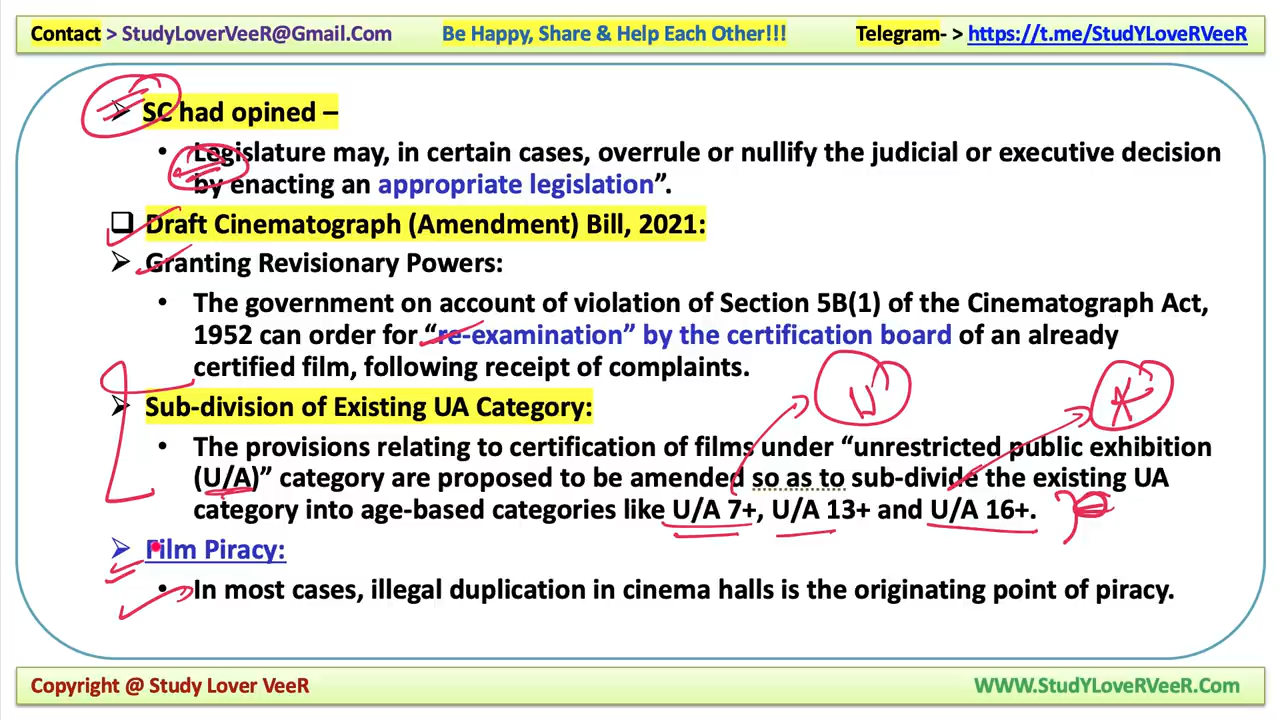 Contact > StudyLoverVeeR@Gmail.Com Be Happy, Share & Help Each Other!!! Telegram- > https://t.me/StudYLoveRVeeR
SC had opined –
Legislature may, in certain cases, overrule or nullify the judicial or executive decision
by enacting an appropriate legislation”.
Draft Cinematograph (Amendment) Bill, 2021:
Granting Revisionary Powers:
The government on account of violation of Section 5B(1) of the Cinematograph Act,
1952 can order for “re-examination” by the certification board of an already
certified film, following receipt of complaints.
Sub-division of Existing UA Category:
The provisions relating to certification of films under “unrestricted public exhibition
(U/A)” category are proposed to be amended so as to sub-divide the existing UA
category into age-based categories like U/A 7+, U/A 13+ and U/A 16+.
Film Piracy:
In most cases, illegal duplication in cinema halls is the originating point of piracy.
Copyright @ Study Lover VeeR WWW.StudYLoveRVeeR.Com